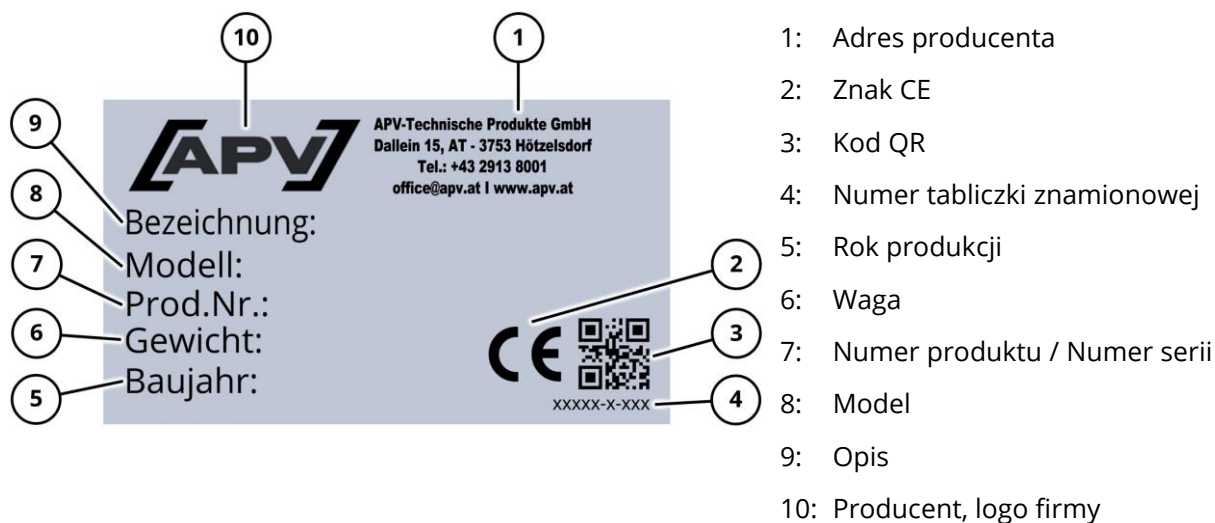 10
1
9
8
7
6
5
2
3
4
APV
APV-Technische Produkte GmbH
Dallein 15, AT - 3753 Hötzelsdorf
Tel.: +43 2913 8001
office@apv.at I www.apv.at
Bezeichnung:
Modell:
Prod.Nr.:
Gewicht:
Baujahr:
CE
xxxxx-x-xxx
1: Adres producenta
2: Znak CE
3: Kod QR
4: Numer tabliczki znamionowej
5: Rok produkcji
6: Waga
7: Numer produktu / Numer serii
8: Model
9: Opis
10: Producent, logo firmy